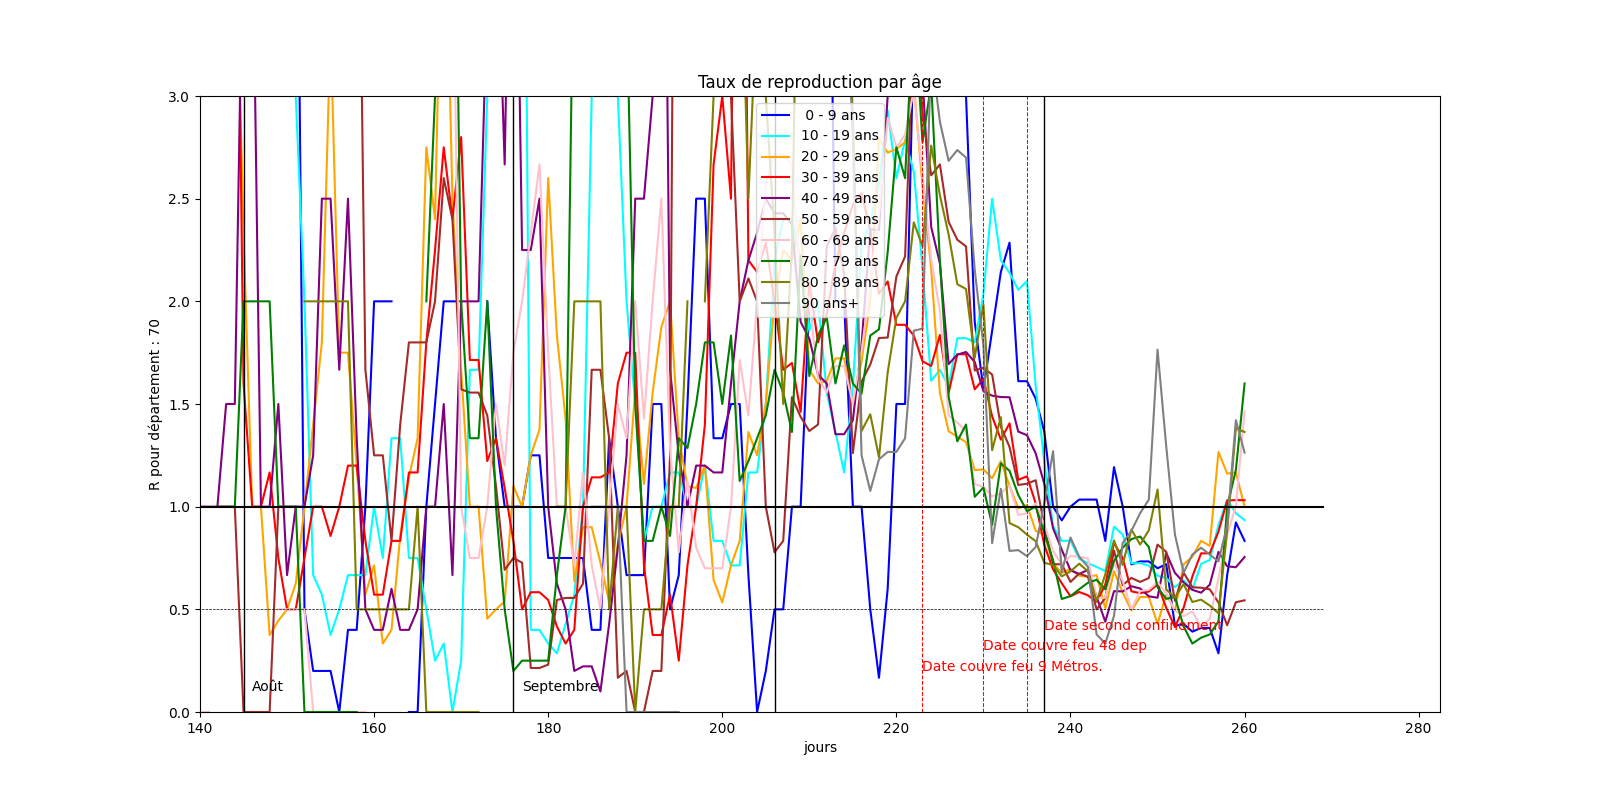 Taux de reproduction par âge
R pour département : 70
3.0
2.5
2.0
1.5
1.0
0.5
0.0
0 - 9 ans
10 - 19 ans
20 - 29 ans
30 - 39 ans
40 - 49 ans
50 - 59 ans
60 - 69 ans
70 - 79 ans
80 - 89 ans
90 ans+
Date second confinement
Date couvre feu 48 dep
Date couvre feu 9 Métros.
Août
Septembre
140 160 180 200 220 240 260 280
jours